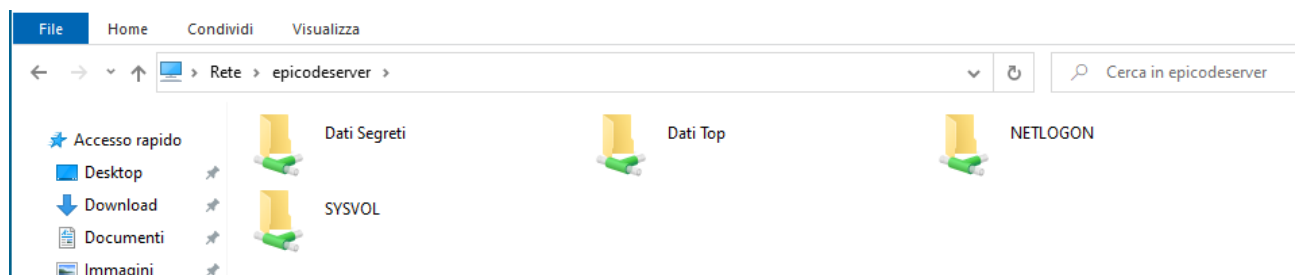 File Home Condividi Visualizza
Rete > epicodeserver >
Cerca in epicodeserver
Accesso rapido
Desktop
Download
Documenti
Immagini
Dati Segreti
Dati Top
NETLOGON
SYSVOL